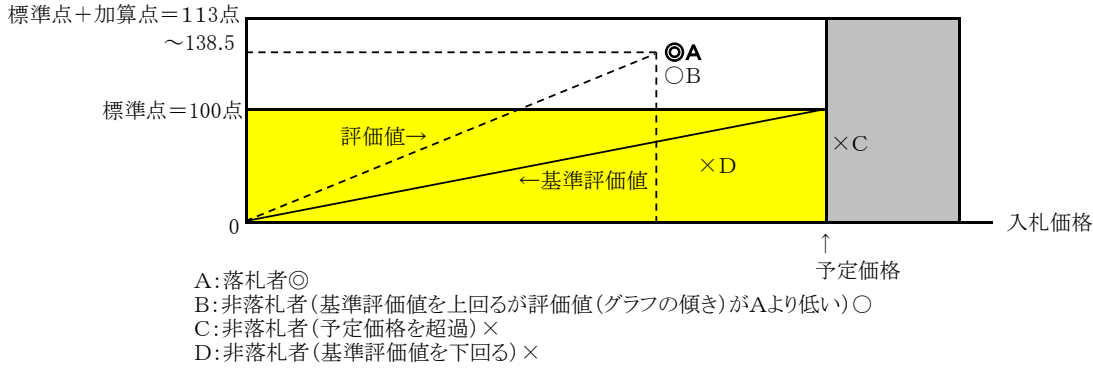 標準点＋加算点＝113点
～138.5
◎A
○B
標準点＝100点
評価値→
×C
×D
←基準評価値
0
入札価格
↑
予定価格
A：落札者◎
B：非落札者（基準評価値を上回るが評価値（グラフの傾き）がAより低い）○
C：非落札者（予定価格を超過）×
D：非落札者（基準評価値を下回る）×